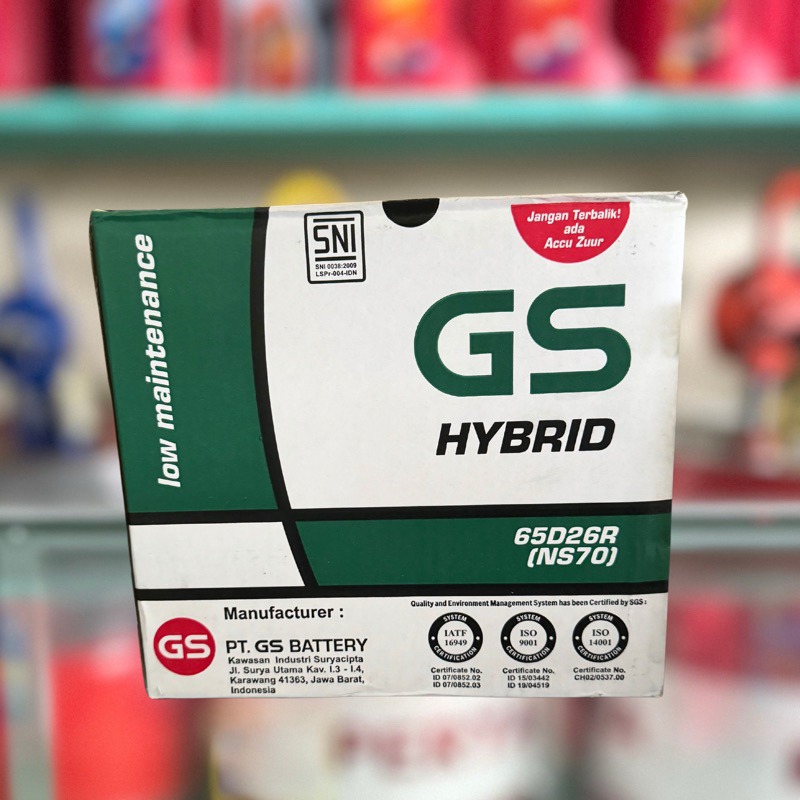 low maintenance
SNI
SNI 0038:2009
LSPr-004-IDN
Jangan Terbalik!
ada
Accu Zuur
GS
HYBRID
65D26R
(NS70)
Quality and Environment Management System has been Certified by SGS :
Manufacturer :
GS
PT. GS BATTERY
Kawasan Industri Suryacipta
Jl. Surya Utama Kav. I.3 - I.4,
Karawang 41363, Jawa Barat,
Indonesia
SYSTEM
IATF
16949
CERTIFICATION
Certificate No.
ID 07/0852.02
ID 07/0852.03
SYSTEM
ISO
9001
CERTIFICATION
Certificate No.
ID 15/03442
ID 19/04519
SYSTEM
ISO
14001
CERTIFICATION
Certificate No.
CH02/0537.00